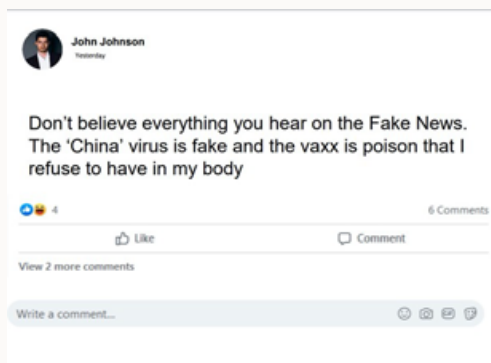 John Johnson
Yesterday
Don't believe everything you hear on the Fake News.
The 'China' virus is fake and the vaxx is poison that I
refuse to have in my body
4
6 Comments
Like
Comment
View 2 more comments
Write a comment...
GIF